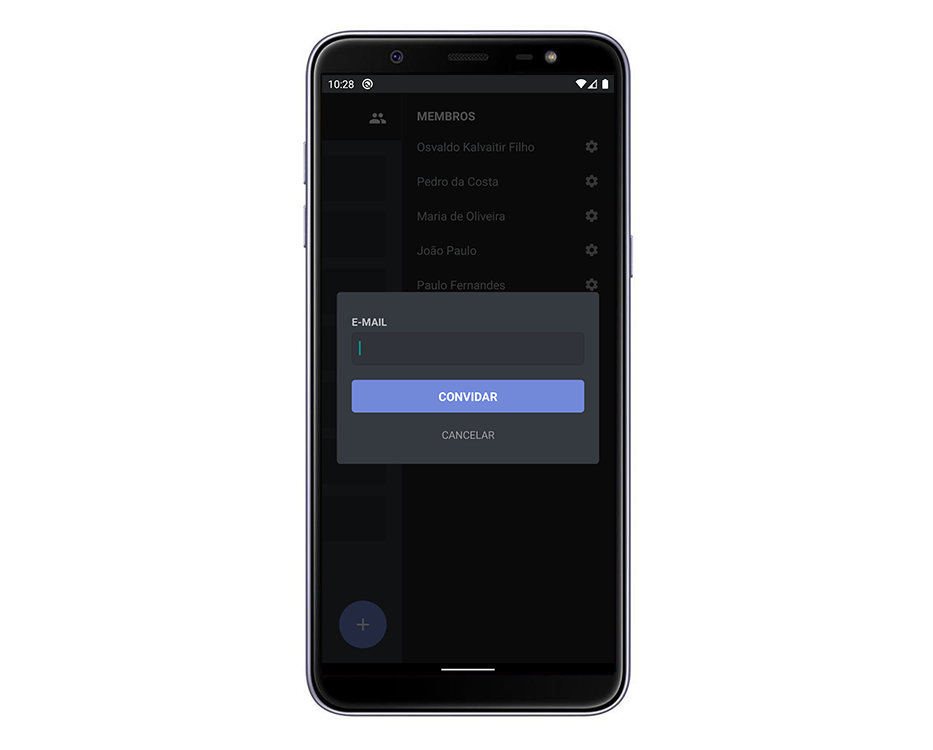 10:28
MEMBROS
Osvaldo Kalvaitir Filho
Pedro da Costa
Maria de Oliveira
João Paulo
Paulo Fernandes
E-MAIL
CONVIDAR
CANCELAR